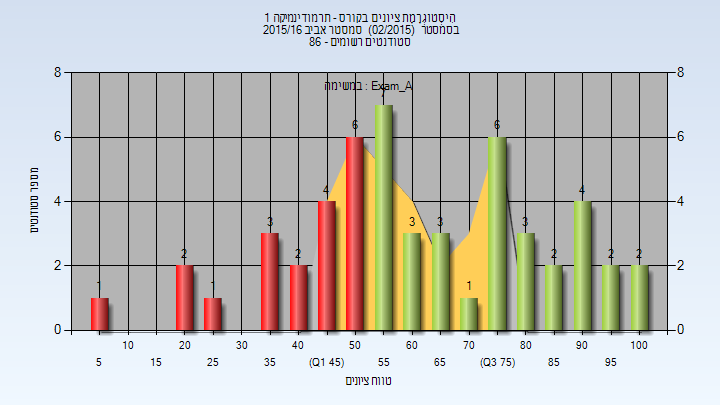 היסטוגרמת ציונים בקורס - תרמודינמיקה 1
בסמסטר (02/2015) סמסטר אביב 2015/16
סטודנטים רשומים - 86
במשימה : Exam_A
8 8
6 6
4 4
2 2
0 0
1 2 1 3 2 4 6 7 3 3 1 6 3 2 4 2 2
מספר סטודנטים
10 20 30 40 50 60 70 80 90 100
5 15 25 35 (Q1 45) 55 65 (Q3 75) 85 95
טווח ציונים